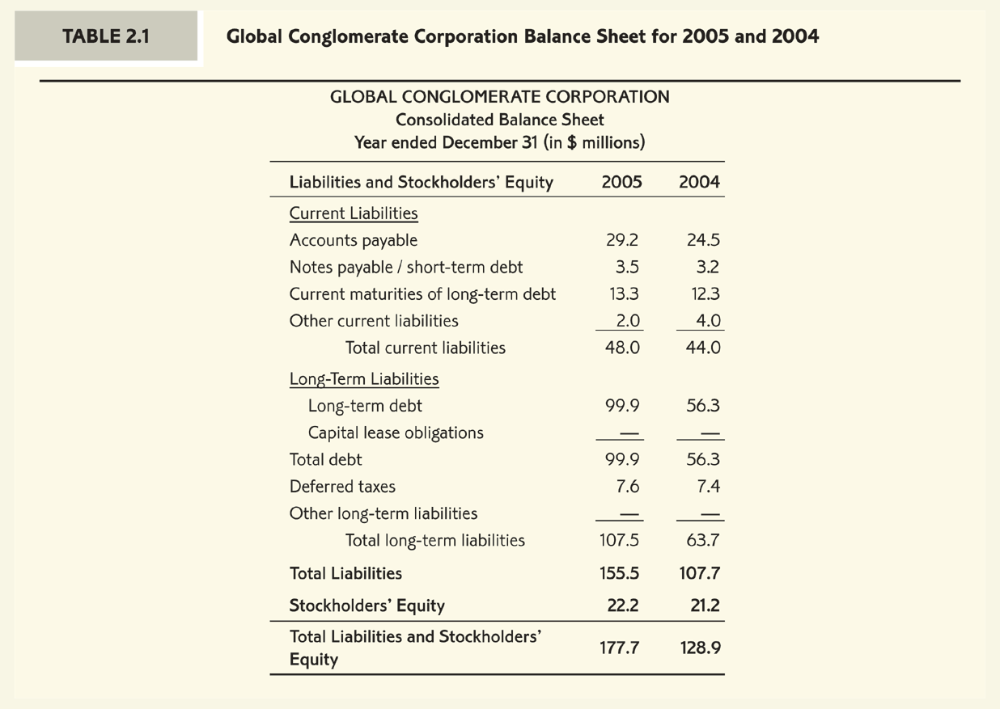 TABLE 2.1 Global Conglomerate Corporation Balance Sheet for 2005 and 2004
GLOBAL CONGLOMERATE CORPORATION
Consolidated Balance Sheet
Year ended December 31 (in $ millions)
Liabilities and Stockholders' Equity 2005 2004
Current Liabilities
Accounts payable 29.2 24.5
Notes payable / short-term debt 3.5 3.2
Current maturities of long-term debt 13.3 12.3
Other current liabilities 2.0 4.0
Total current liabilities 48.0 44.0
Long-Term Liabilities
Long-term debt 99.9 56.3
Capital lease obligations — —
Total debt 99.9 56.3
Deferred taxes 7.6 7.4
Other long-term liabilities — —
Total long-term liabilities 107.5 63.7
Total Liabilities 155.5 107.7
Stockholders' Equity 22.2 21.2
Total Liabilities and Stockholders'
Equity 177.7 128.9